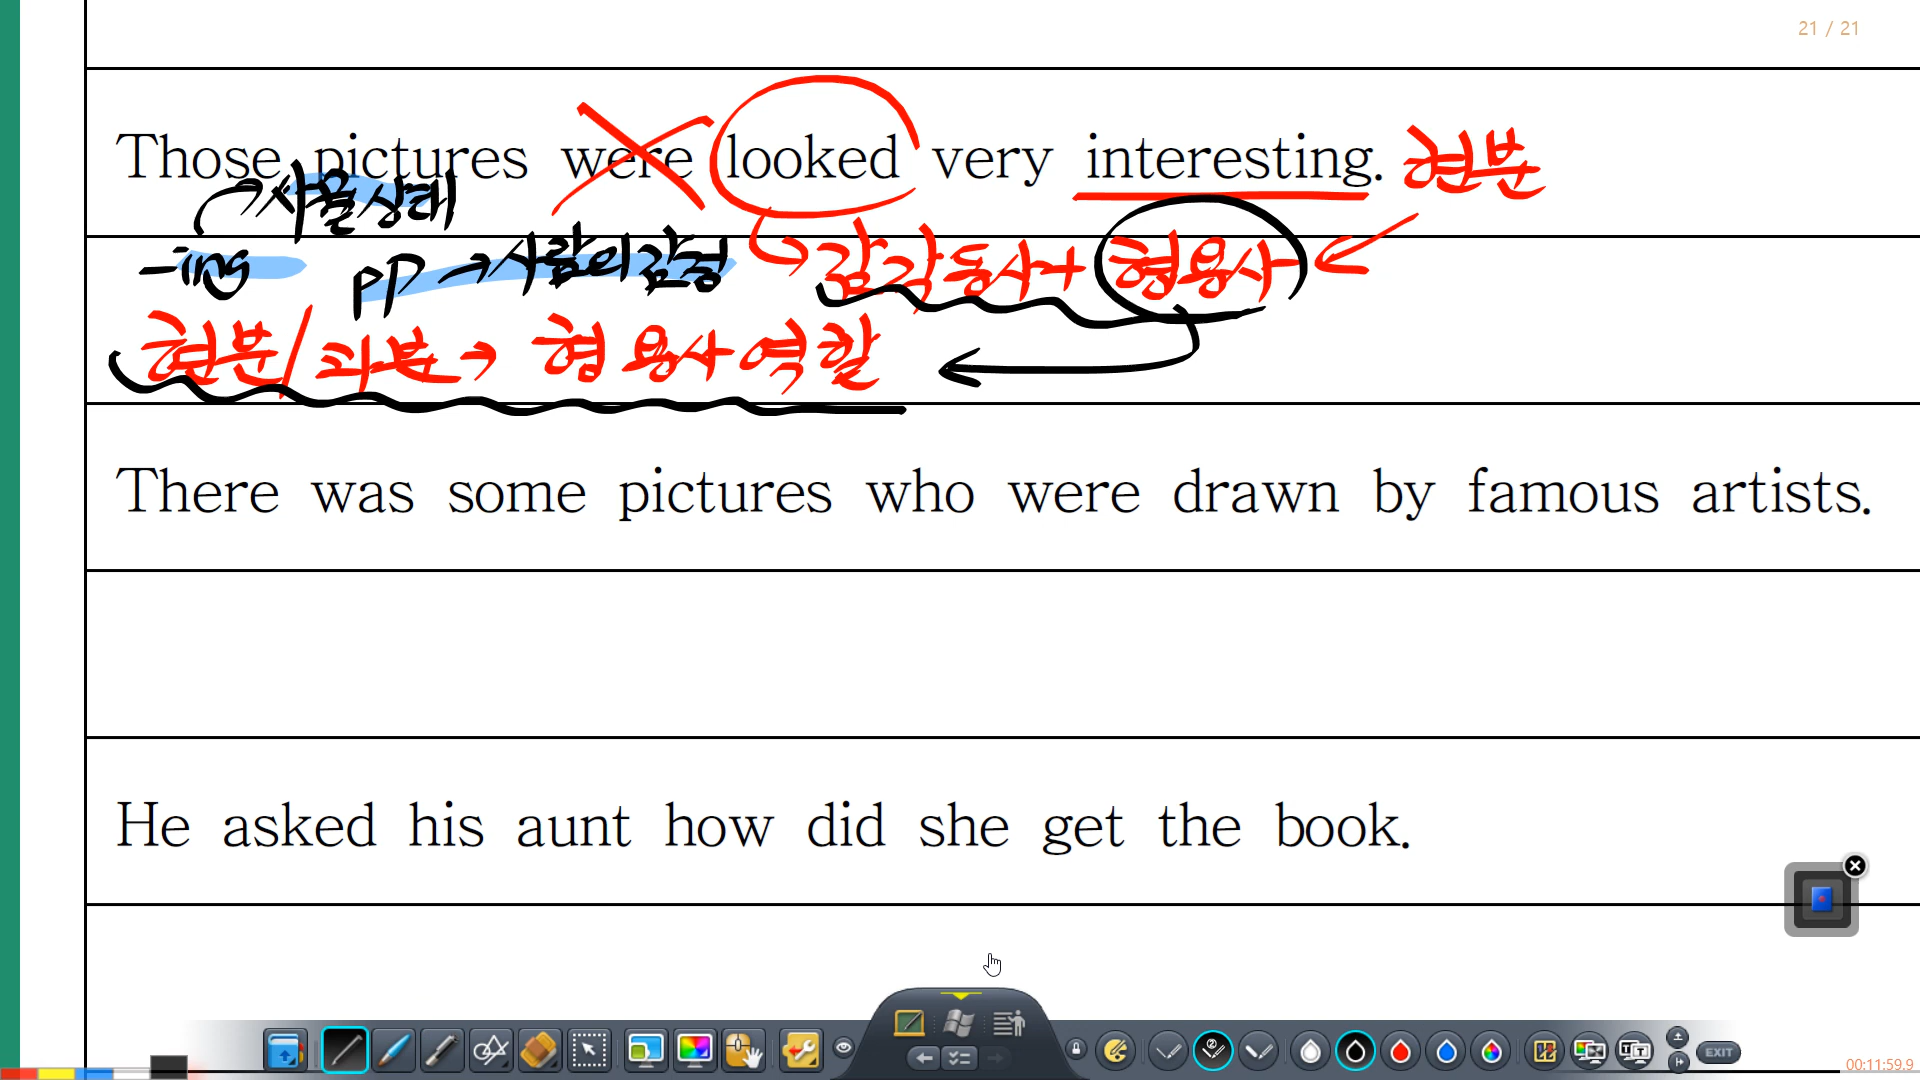 21 / 21
Those pictures were looked very interesting. 현분
→사물상태
-ing pp →사람의감정 → 감각동사+형용사
현분/과분→ 형용사역할
There was some pictures who were drawn by famous artists.
He asked his aunt how did she get the book.
EXIT
00:11:59.9